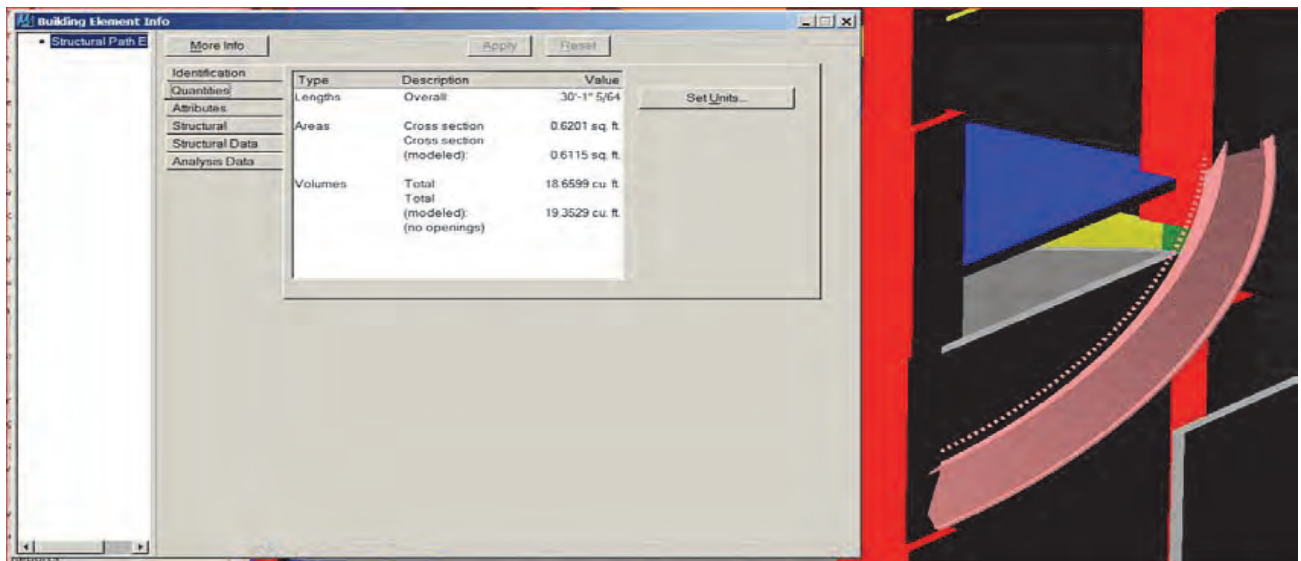 Building Element Info
Structural Path E
More Info
Apply
Reset
Identification
Quantities
Attributes
Structural
Structural Data
Analysis Data
Type Description Value
Lengths Overall: 30'-1" 5/64
Areas Cross section 0.6201 sq. ft.
Cross section
(modeled): 0.6115 sq. ft.
Volumes Total 18.6599 cu. ft.
Total
(modeled): 19.3529 cu. ft.
(no openings)
Set Units...